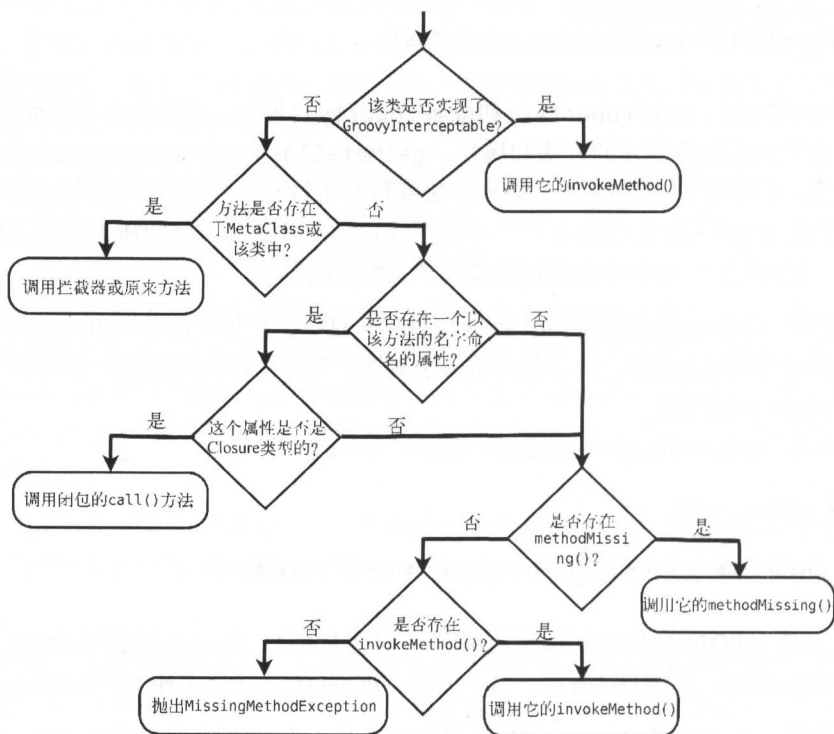 该类是否实现了
GroovyInterceptable?
否
是
调用它的invokeMethod()
方法是否存在
于MetaClass或
该类中?
是
否
调用拦截器或原来方法
是否存在一个以
该方法的名字命
名的属性?
是
否
这个属性是否是
Closure类型的?
是
否
调用闭包的call()方法
是否存在
methodMissi
ng()?
否
是
调用它的methodMissing()
是否存在
invokeMethod()?
否
是
抛出MissingMethodException
调用它的invokeMethod()